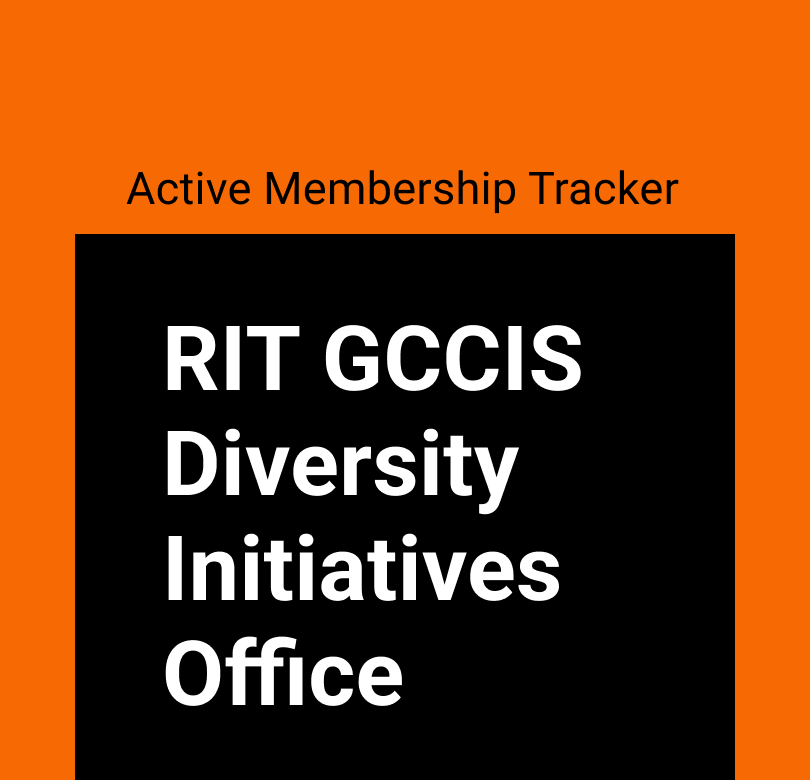 Active Membership Tracker
RIT GCCIS
Diversity
Initiatives
Office